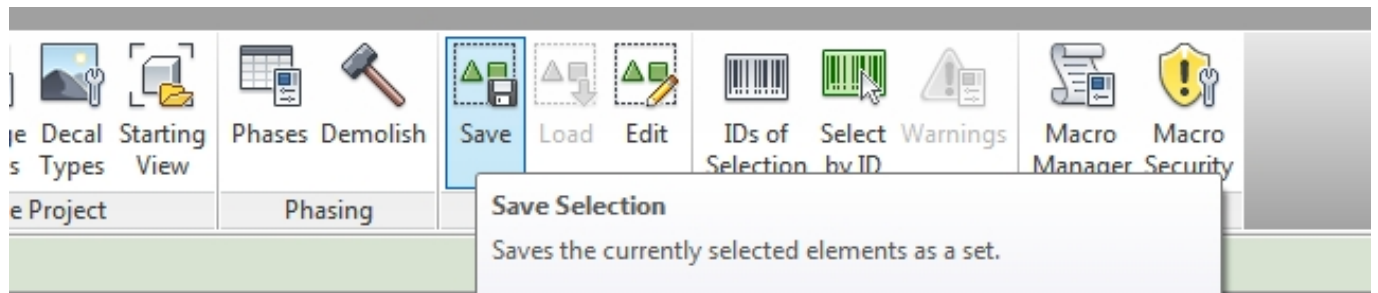 Decal Starting Phases Demolish Save Load Edit IDs of Select Warnings Macro Macro
Types View Selection by ID Manager Security
e Project Phasing
Save Selection
Saves the currently selected elements as a set.